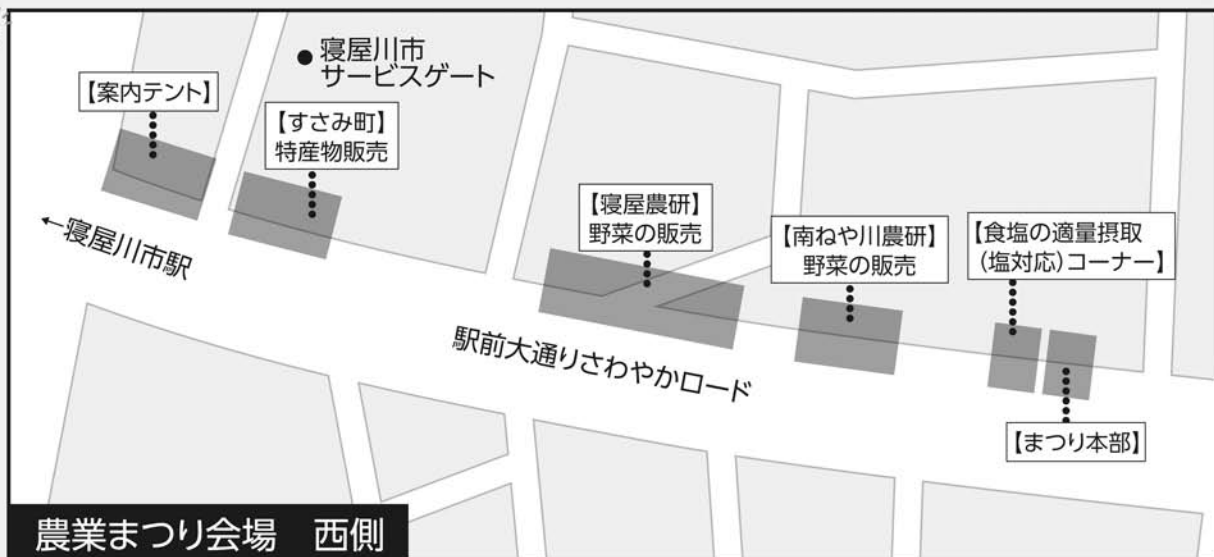 寝屋川市
サービスゲート
【案内テント】
【すさみ町】
特産物販売
←寝屋川市駅
【寝屋農研】
野菜の販売
【南ねや川農研】
野菜の販売
【食塩の適量摂取
(塩対応)コーナー】
駅前大通りさわやかロード
【まつり本部】
農業まつり会場 西側